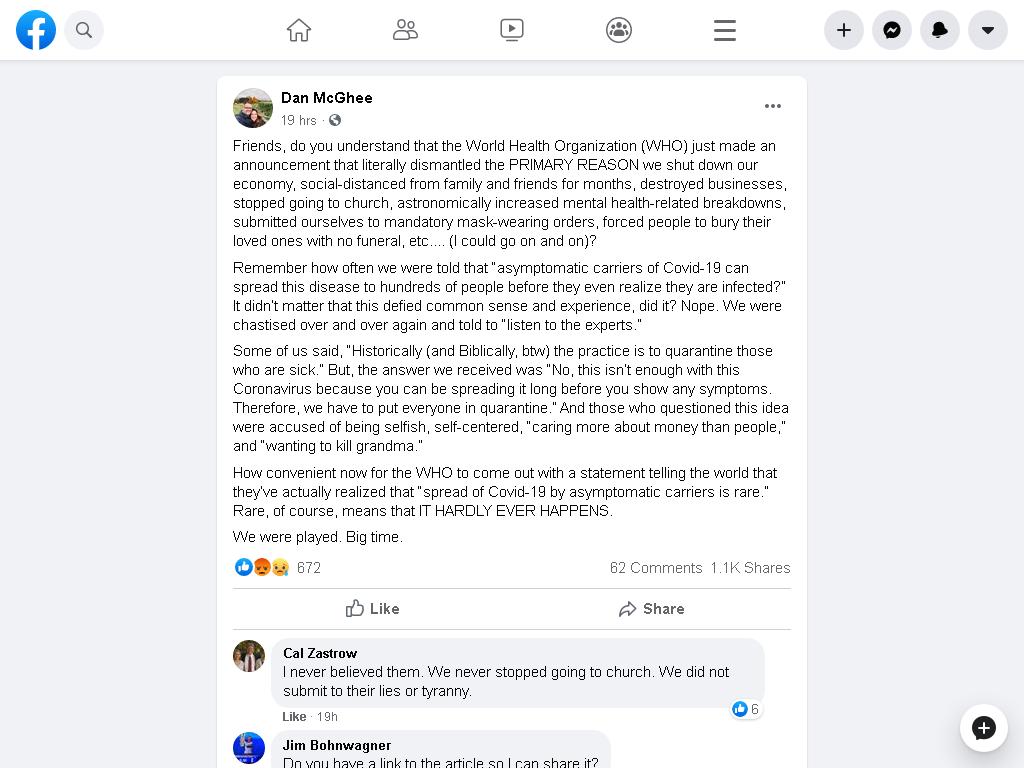 Dan McGhee
19 hrs ·
Friends, do you understand that the World Health Organization (WHO) just made an
announcement that literally dismantled the PRIMARY REASON we shut down our
economy, social-distanced from family and friends for months, destroyed businesses,
stopped going to church, astronomically increased mental health-related breakdowns,
submitted ourselves to mandatory mask-wearing orders, forced people to bury their
loved ones with no funeral, etc.... (I could go on and on)?
Remember how often we were told that "asymptomatic carriers of Covid-19 can
spread this disease to hundreds of people before they even realize they are infected?"
It didn't matter that this defied common sense and experience, did it? Nope. We were
chastised over and over again and told to "listen to the experts."
Some of us said, "Historically (and Biblically, btw) the practice is to quarantine those
who are sick." But, the answer we received was "No, this isn't enough with this
Coronavirus because you can be spreading it long before you show any symptoms.
Therefore, we have to put everyone in quarantine." And those who questioned this idea
were accused of being selfish, self-centered, "caring more about money than people,"
and "wanting to kill grandma."
How convenient now for the WHO to come out with a statement telling the world that
they've actually realized that "spread of Covid-19 by asymptomatic carriers is rare."
Rare, of course, means that IT HARDLY EVER HAPPENS.
We were played. Big time.
672
62 Comments 1.1K Shares
Like
Share
Cal Zastrow
I never believed them. We never stopped going to church. We did not
submit to their lies or tyranny.
6
Like · 19h
Jim Bohnwagner
Do you have a link to the article so I can share it?